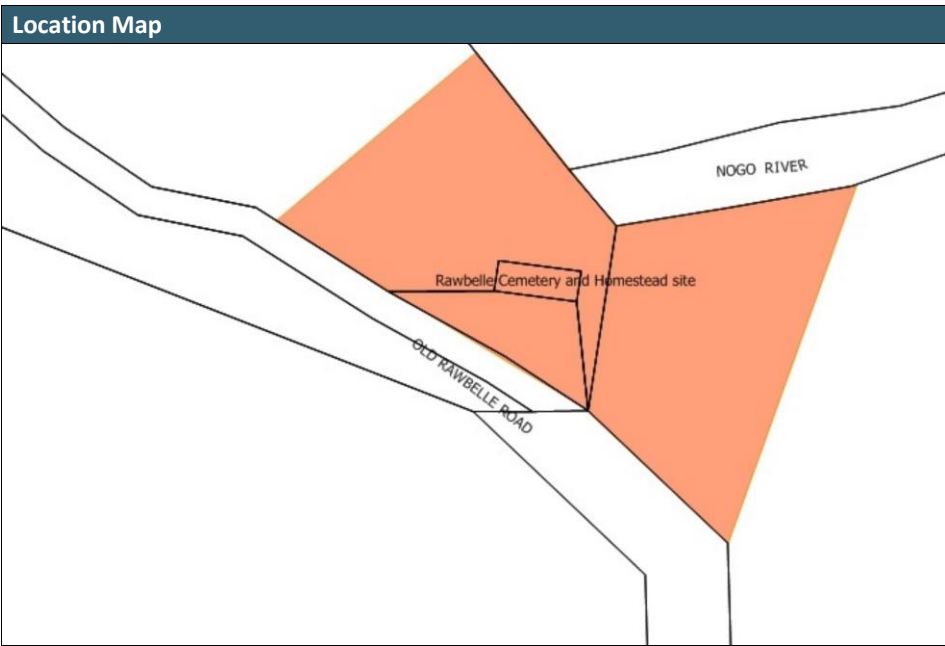 Location Map
NOGO RIVER
Rawbelle Cemetery and Homestead site
OLD RAWBELLE ROAD